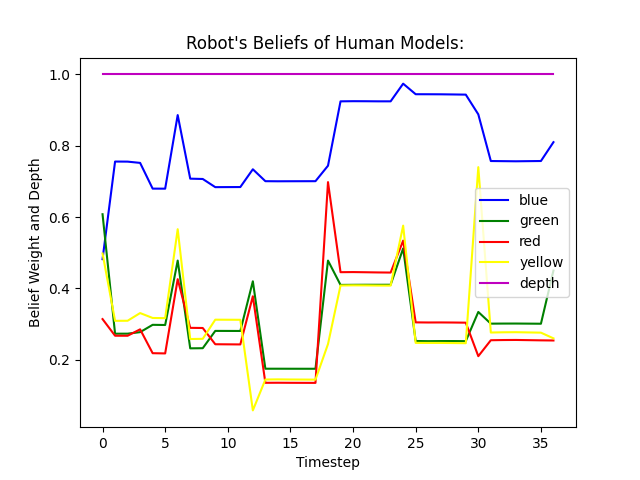 Robot's Beliefs of Human Models:
1.0
0.8
0.6
0.4
0.2
Belief Weight and Depth
blue
green
red
yellow
depth
0 5 10 15 20 25 30 35
Timestep